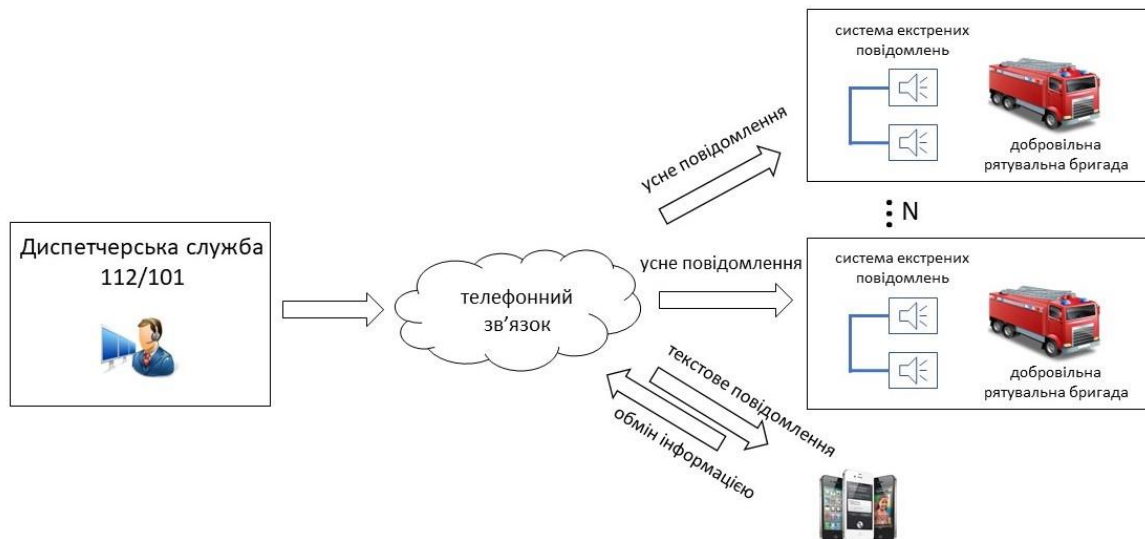 Диспетчерська служба
112/101
телефонний
зв’язок
усне повідомлення
усне повідомлення
текстове повідомлення
обмін інформацією
система екстрених
повідомлень
добровільна
рятувальна бригада
N
система екстрених
повідомлень
добровільна
рятувальна бригада